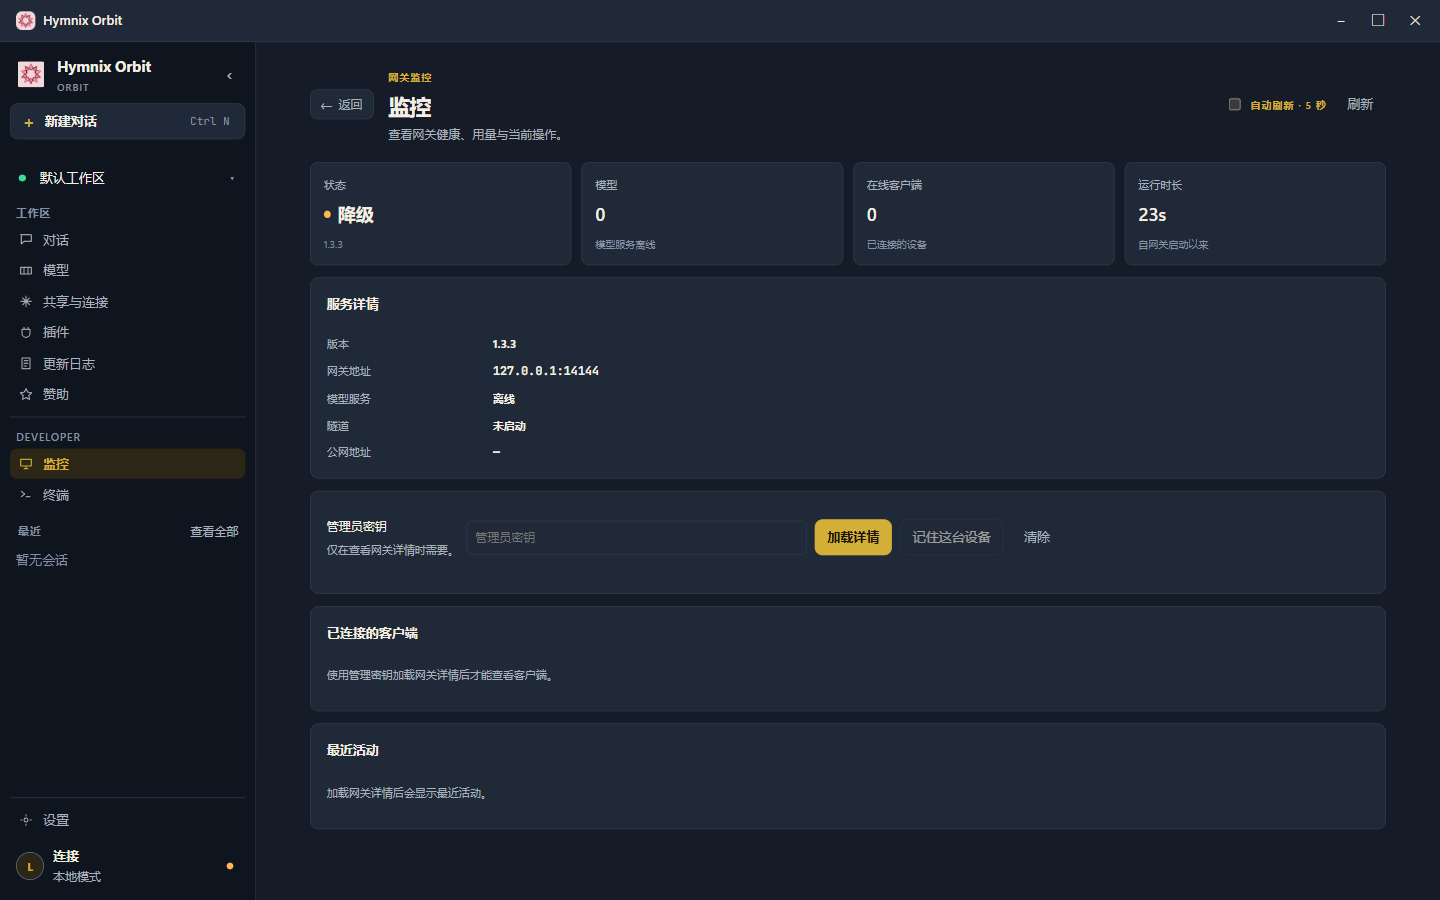 Hymnix Orbit
Hymnix Orbit
ORBIT
+ 新建对话 Ctrl N
默认工作区
工作区
对话
模型
共享与连接
插件
更新日志
赞助
DEVELOPER
监控
终端
最近 查看全部
暂无会话
设置
L
连接
本地模式
← 返回
网关监控
监控
查看网关健康、用量与当前操作。
自动刷新 · 5 秒 刷新
状态
降级
1.3.3
模型
0
模型服务离线
在线客户端
0
已连接的设备
运行时长
23s
自网关启动以来
服务详情
版本 1.3.3
网关地址 127.0.0.1:14144
模型服务 离线
隧道 未启动
公网地址 —
管理员密钥
仅在查看网关详情时需要。
管理员密钥 加载详情 记住这台设备 清除
已连接的客户端
使用管理密钥加载网关详情后才能查看客户端。
最近活动
加载网关详情后会显示最近活动。